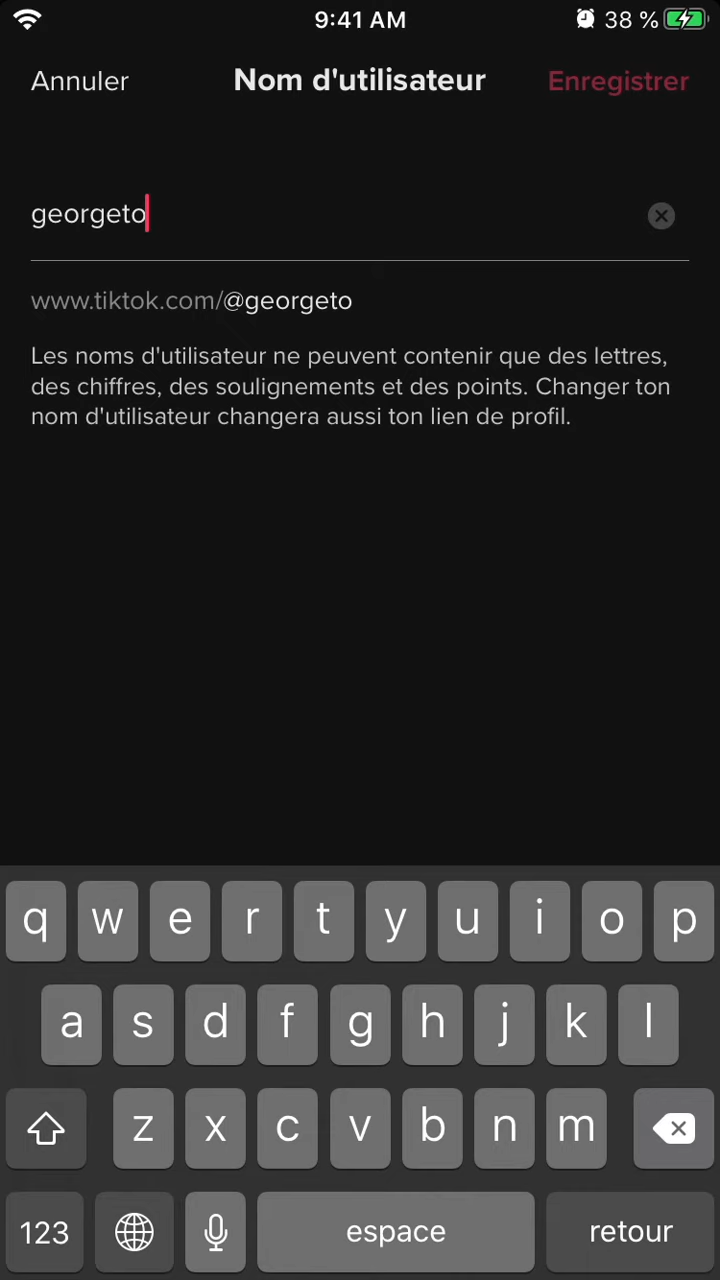 9:41 AM 38 %
Annuler Nom d'utilisateur Enregistrer
georgeto
www.tiktok.com/@georgeto
Les noms d'utilisateur ne peuvent contenir que des lettres,
des chiffres, des soulignements et des points. Changer ton
nom d'utilisateur changera aussi ton lien de profil.
q w e r t y u i o p
a s d f g h j k l
z x c v b n m
123 espace retour